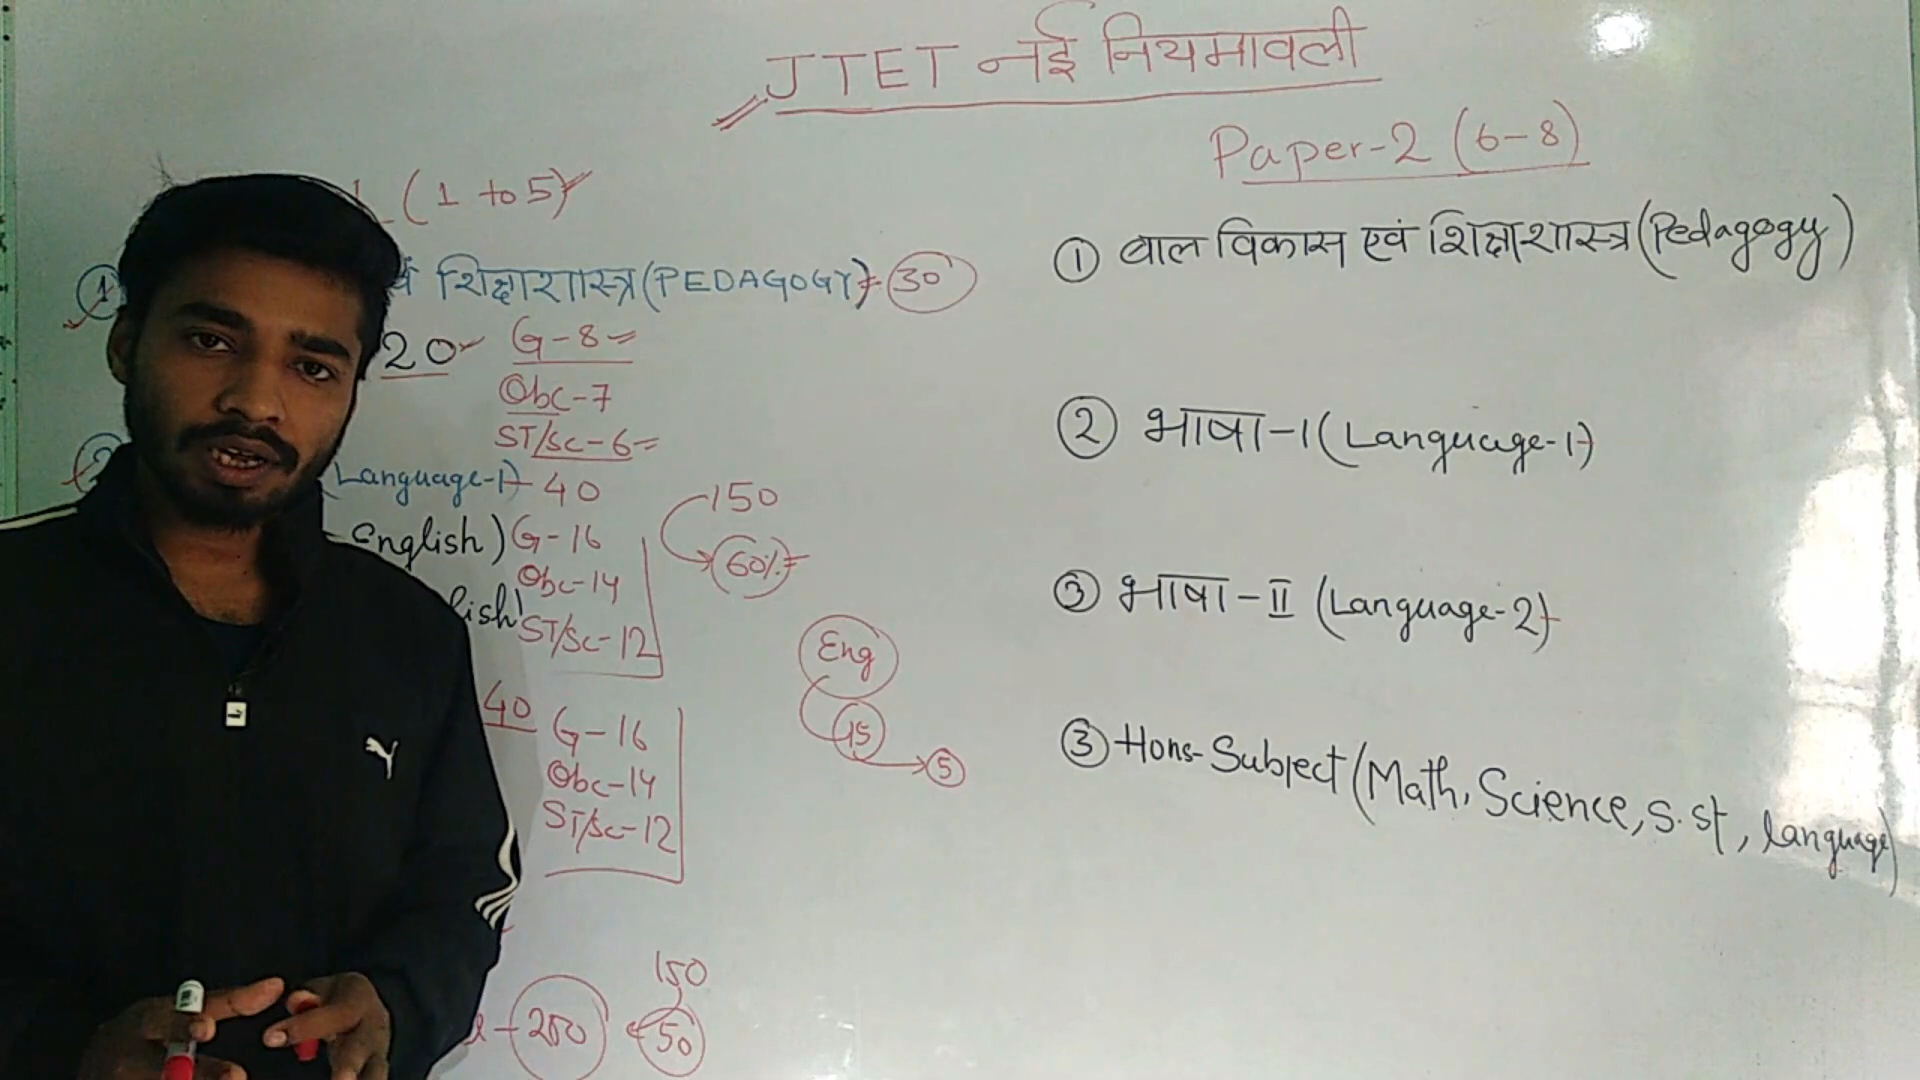 JTET नई नियमावली
(1 to 5)
① शिक्षाशास्त्र (PEDAGOGY) = 30
20 G-8
Obc-7
ST/SC-6
(Language-1) - 40
English) G-16
Obc-14
lish ST/SC-12
150
60%
Eng
15
5
40 G-16
Obc-14
ST/SC-12
150
50
Paper-2 (6-8)
① बाल विकास एवं शिक्षाशास्त्र (Pedagogy)
② भाषा-I (Language-1)
③ भाषा-II (Language-2)
③ Hons-Subject (Math, Science, S.St, language)